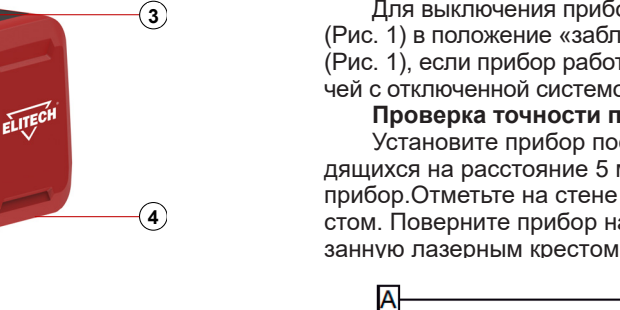 3
ELITECH
4
Для выключения прибо
(Рис. 1) в положение «забл
(Рис. 1), если прибор работ
чей с отключенной системо
Проверка точности п
Установите прибор пос
дящихся на расстояние 5 м
прибор.Отметьте на стене
стом. Поверните прибор на
занную лазерным крестом
A